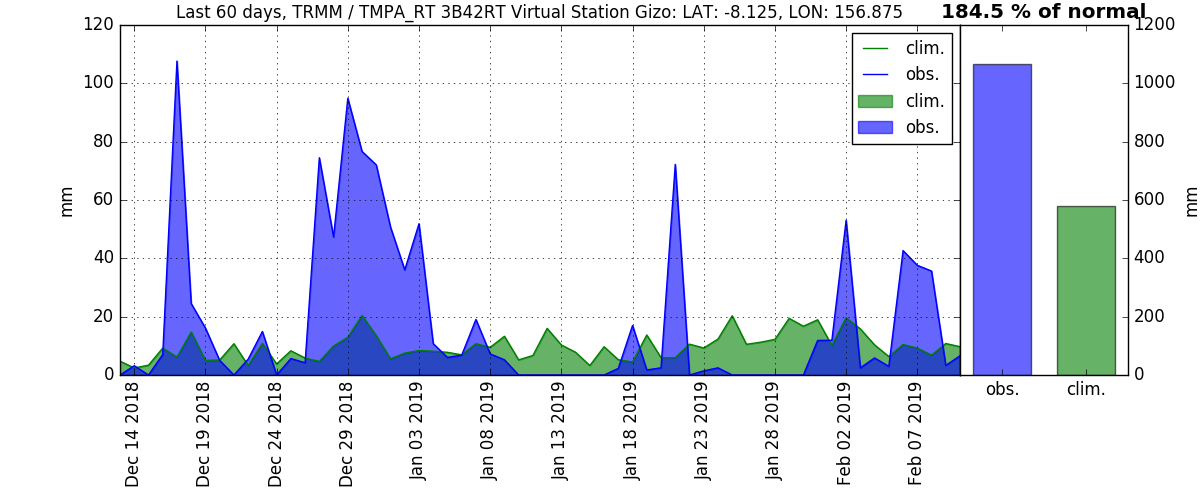 Last 60 days, TRMM / TMPA_RT 3B42RT Virtual Station Gizo: LAT: -8.125, LON: 156.875
184.5 % of normal
120
100
80
60
40
20
0
mm
clim.
obs.
clim.
obs.
Dec 14 2018
Dec 19 2018
Dec 24 2018
Dec 29 2018
Jan 03 2019
Jan 08 2019
Jan 13 2019
Jan 18 2019
Jan 23 2019
Jan 28 2019
Feb 02 2019
Feb 07 2019
1200
1000
800
600
400
200
0
mm
obs.
clim.